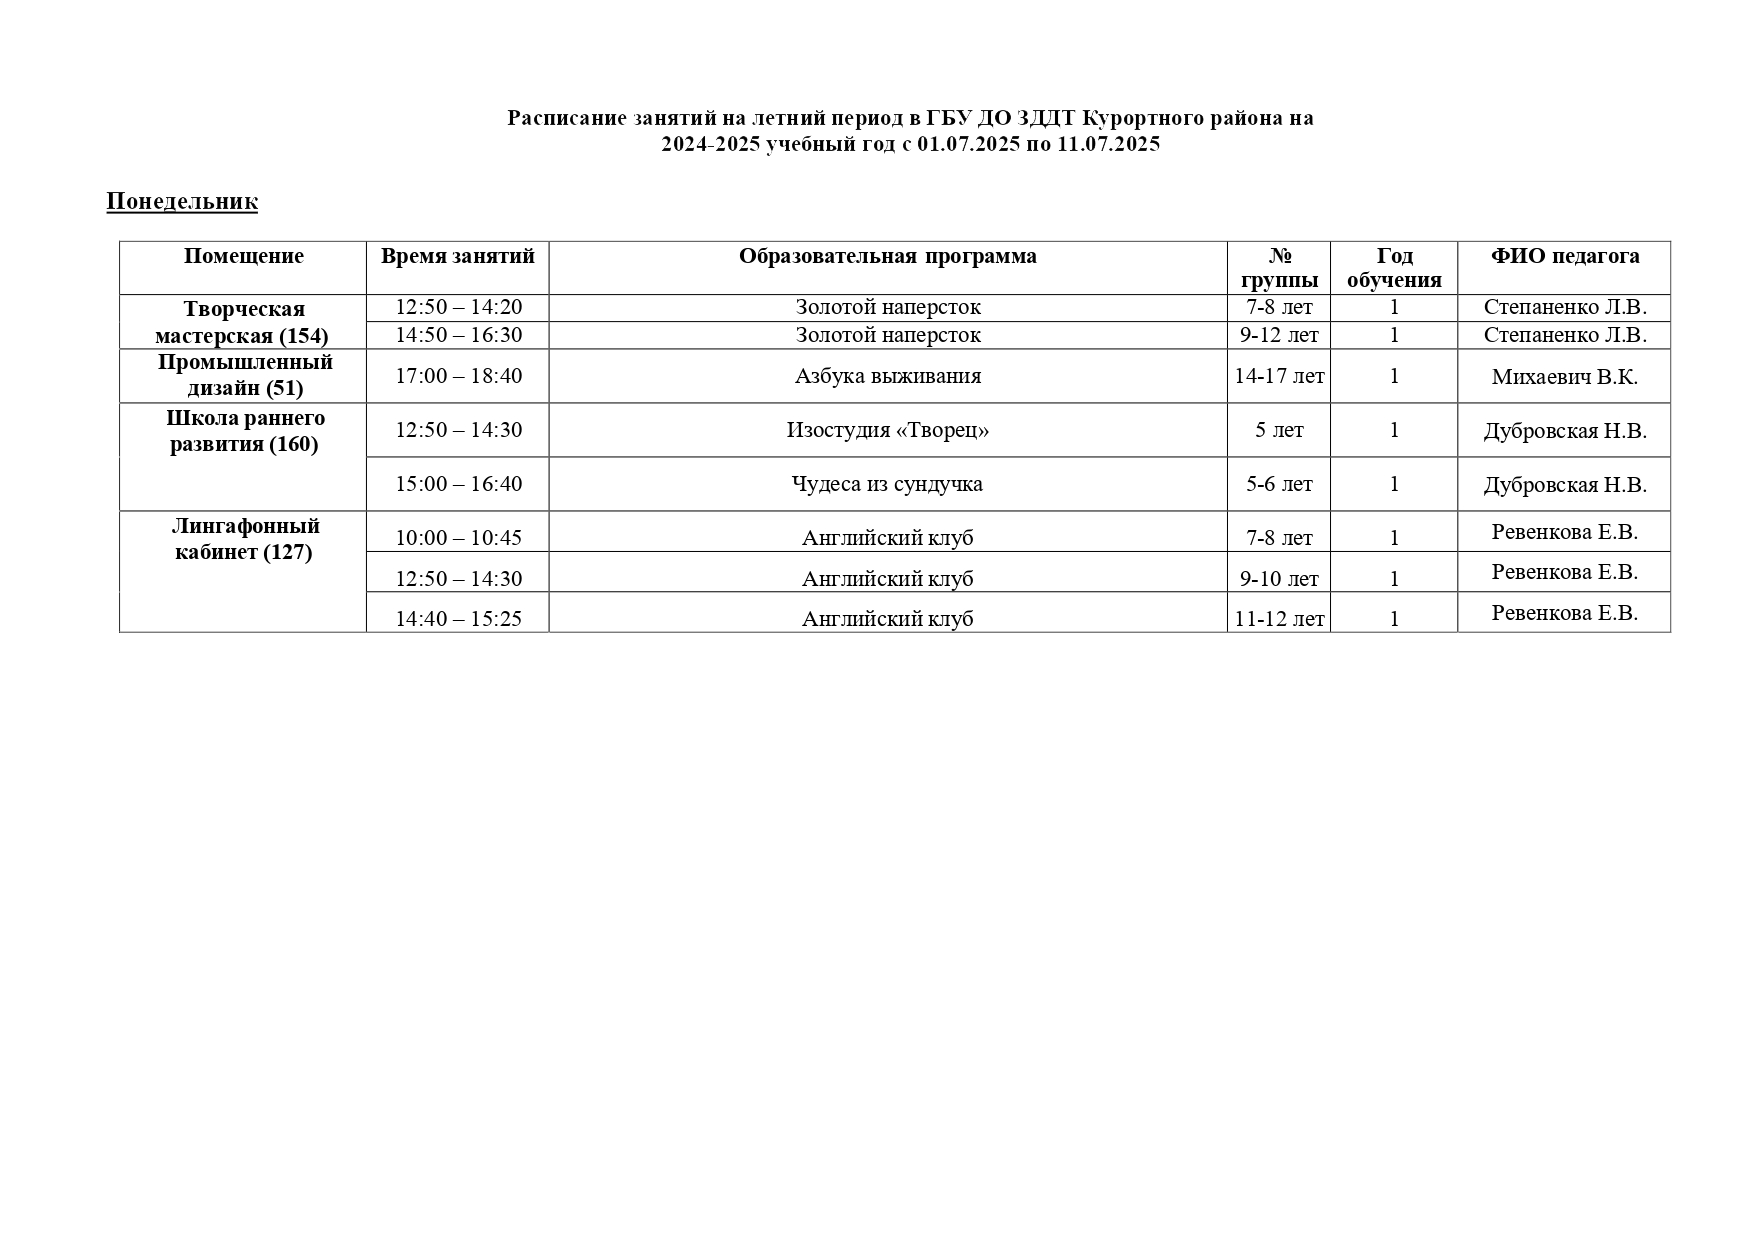 Расписание занятий на летний период в ГБУ ДО ЗДДТ Курортного района на
2024-2025 учебный год с 01.07.2025 по 11.07.2025
Понедельник
Помещение Время занятий Образовательная программа № группы Год обучения ФИО педагога
Творческая мастерская (154) 12:50 – 14:20 Золотой наперсток 7-8 лет 1 Степаненко Л.В.
14:50 – 16:30 Золотой наперсток 9-12 лет 1 Степаненко Л.В.
Промышленный дизайн (51) 17:00 – 18:40 Азбука выживания 14-17 лет 1 Михаевич В.К.
Школа раннего развития (160) 12:50 – 14:30 Изостудия «Творец» 5 лет 1 Дубровская Н.В.
15:00 – 16:40 Чудеса из сундучка 5-6 лет 1 Дубровская Н.В.
Лингафонный кабинет (127) 10:00 – 10:45 Английский клуб 7-8 лет 1 Ревенкова Е.В.
12:50 – 14:30 Английский клуб 9-10 лет 1 Ревенкова Е.В.
14:40 – 15:25 Английский клуб 11-12 лет 1 Ревенкова Е.В.